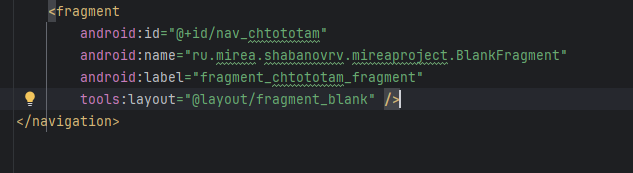 <fragment
android:id="@+id/nav_chtototam"
android:name="ru.mirea.shabanovrv.mireaproject.BlankFragment"
android:label="fragment_chtototam_fragment"
tools:layout="@layout/fragment_blank" />
</navigation>